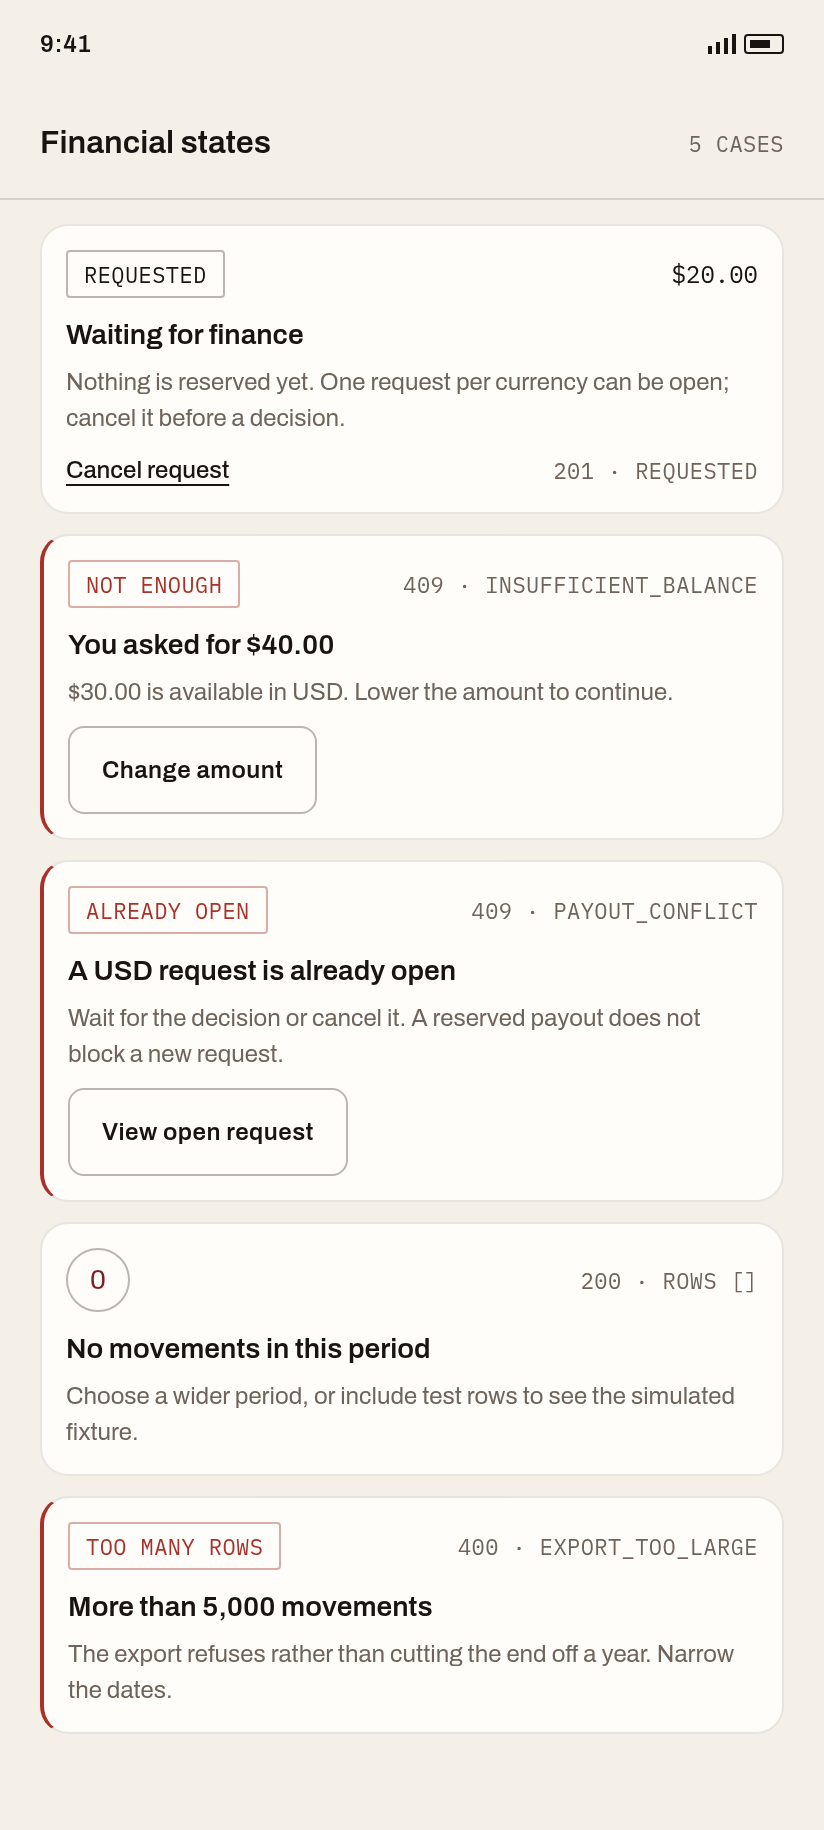 9:41
Financial states
5 CASES
REQUESTED
$20.00
Waiting for finance
Nothing is reserved yet. One request per currency can be open;
cancel it before a decision.
Cancel request
201 · REQUESTED
NOT ENOUGH
409 · INSUFFICIENT_BALANCE
You asked for $40.00
$30.00 is available in USD. Lower the amount to continue.
Change amount
ALREADY OPEN
409 · PAYOUT_CONFLICT
A USD request is already open
Wait for the decision or cancel it. A reserved payout does not
block a new request.
View open request
0
200 · ROWS []
No movements in this period
Choose a wider period, or include test rows to see the simulated
fixture.
TOO MANY ROWS
400 · EXPORT_TOO_LARGE
More than 5,000 movements
The export refuses rather than cutting the end off a year. Narrow
the dates.